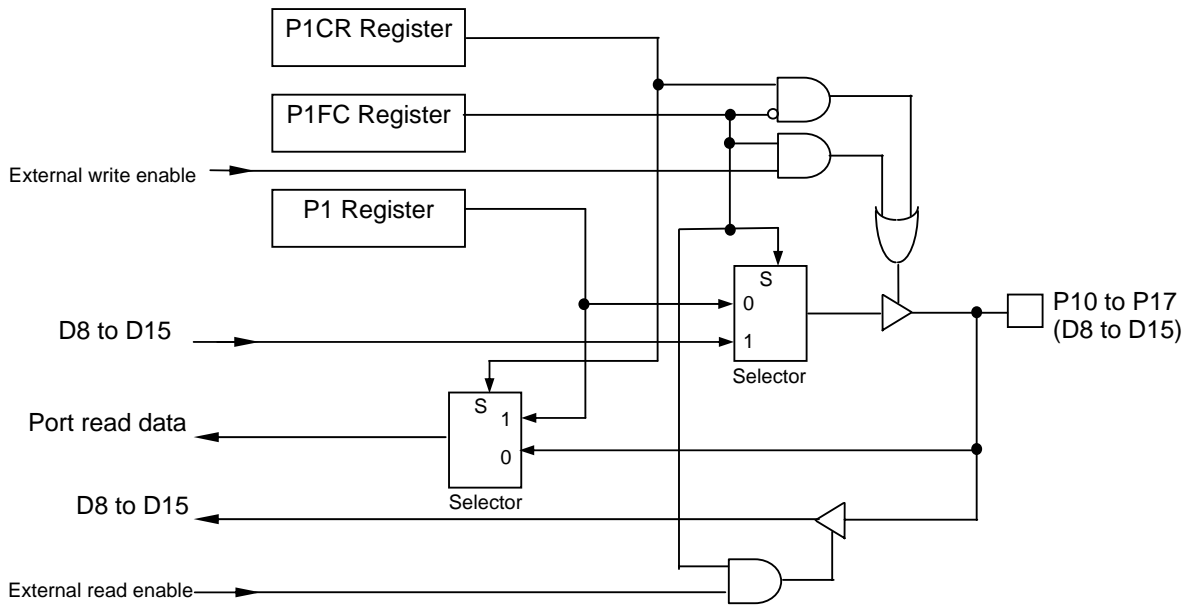 P1CR Register
P1FC Register
External write enable
P1 Register
S
0
P10 to P17
(D8 to D15)
D8 to D15
1
Selector
S
1
Port read data
0
Selector
D8 to D15
External read enable